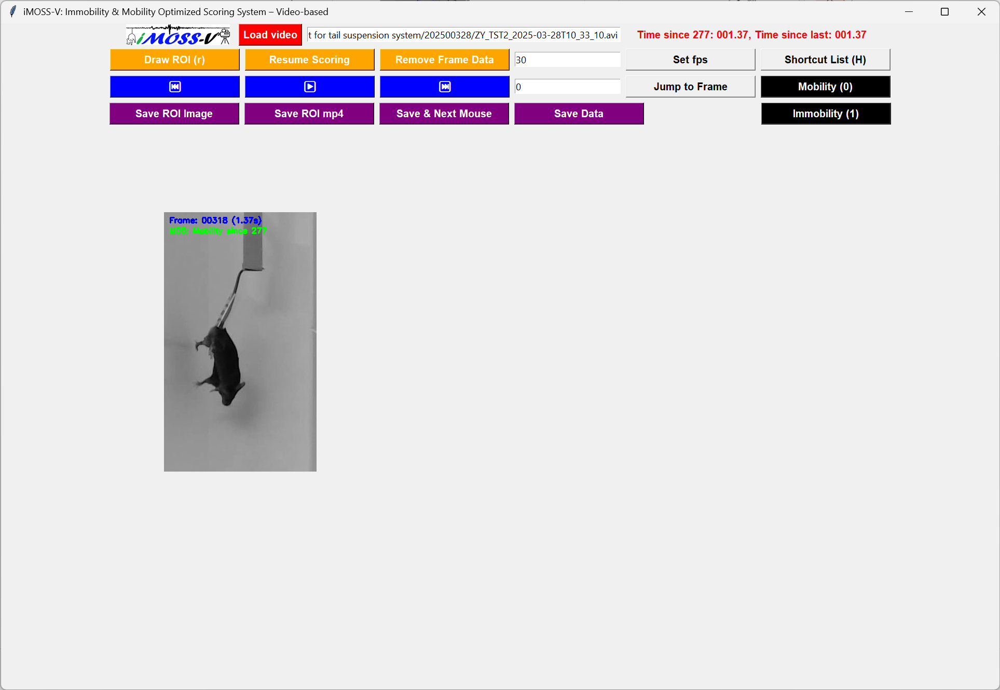 iMOSS-V: Immobility & Mobility Optimized Scoring System – Video-based
iMOSS-V Load video t for tail suspension system/202500328/ZY_TST2_2025-03-28T10_33_10.avi Time since 277: 001.37, Time since last: 001.37
Draw ROI (r) Resume Scoring Remove Frame Data 30 Set fps Shortcut List (H)
0 Jump to Frame Mobility (0)
Save ROI Image Save ROI mp4 Save & Next Mouse Save Data Immobility (1)
Frame: 00318 (1.37s)
MOB: Mobility since 277